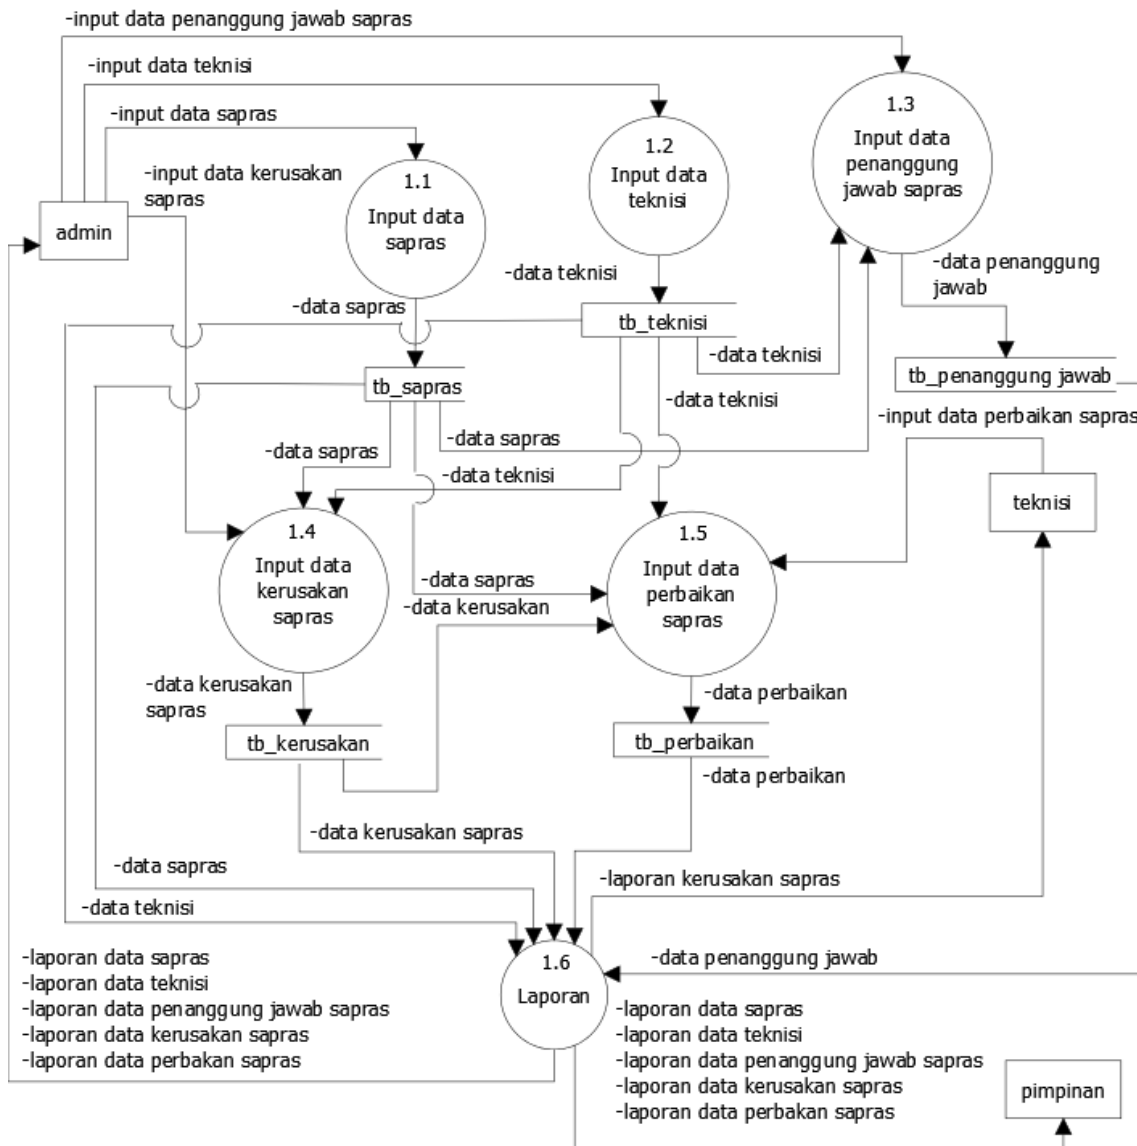 -input data penanggung jawab sapras
-input data teknisi
-input data sapras
-input data kerusakan
sapras
admin
1.1
Input data
sapras
1.2
Input data
teknisi
1.3
Input data
penanggung
jawab sapras
-data teknisi
-data sapras
-data penanggung
jawab
tb_teknisi
-data teknisi
tb_sapras
tb_penanggung jawab
-data teknisi
-input data perbaikan sapras
-data sapras
-data sapras
-data teknisi
teknisi
1.4
Input data
kerusakan
sapras
1.5
Input data
perbaikan
sapras
-data sapras
-data kerusakan
-data kerusakan
sapras
-data perbaikan
tb_kerusakan
tb_perbaikan
-data perbaikan
-data kerusakan sapras
-data sapras
-laporan kerusakan sapras
-data teknisi
1.6
Laporan
-data penanggung jawab
-laporan data sapras
-laporan data teknisi
-laporan data penanggung jawab sapras
-laporan data kerusakan sapras
-laporan data perbakan sapras
-laporan data sapras
-laporan data teknisi
-laporan data penanggung jawab sapras
-laporan data kerusakan sapras
-laporan data perbakan sapras
pimpinan